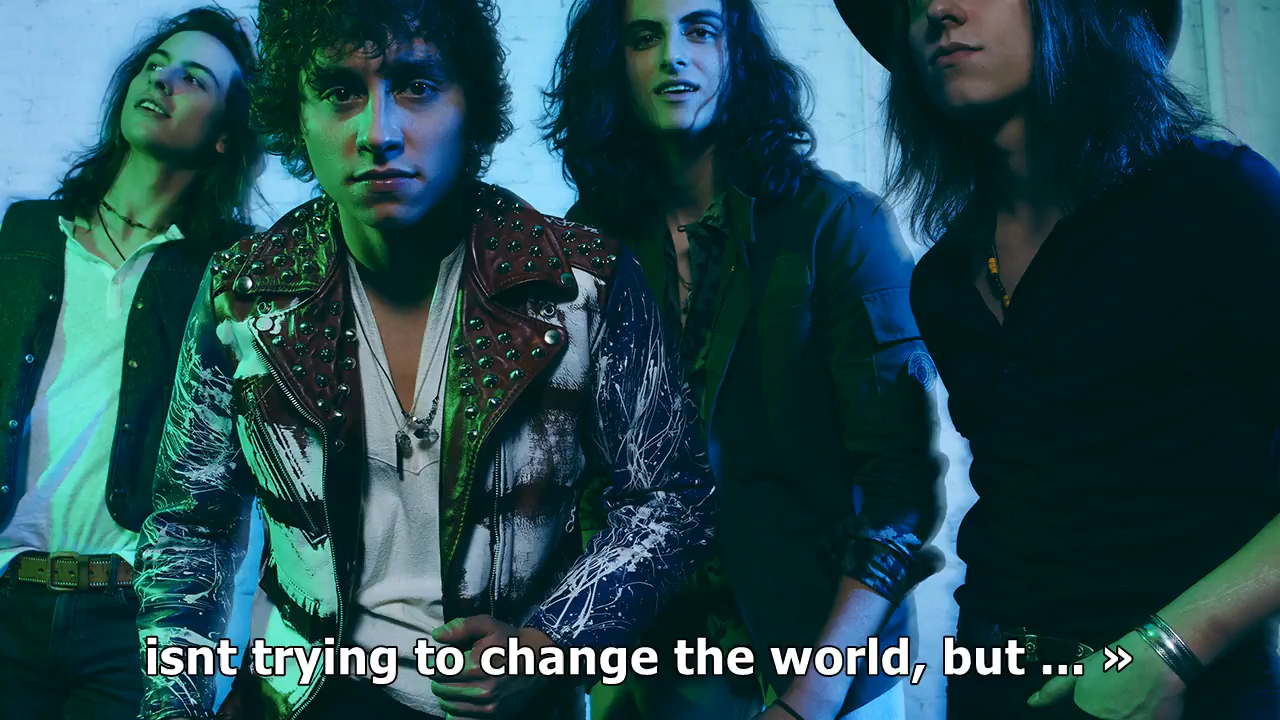 isnt trying to change the world, but ... »